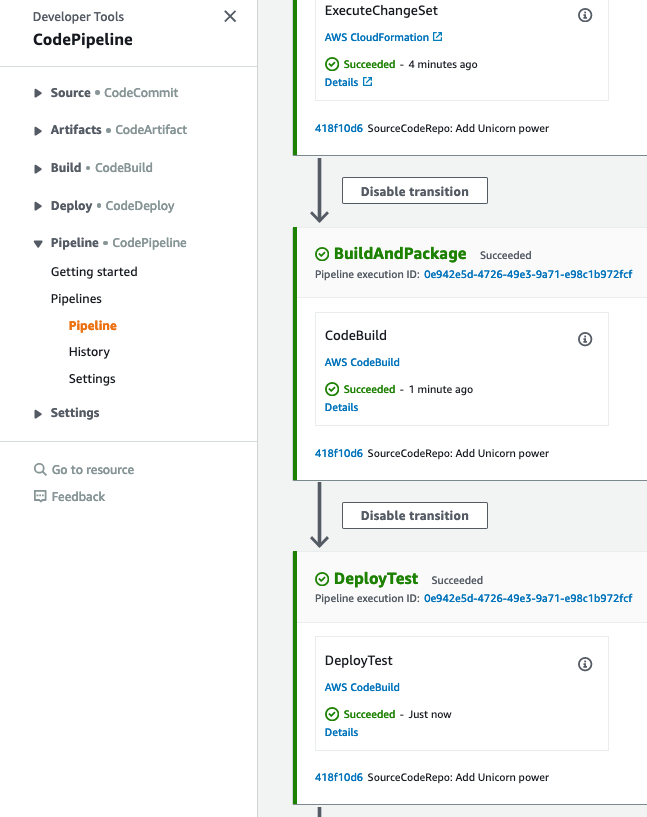 Developer Tools
CodePipeline
Source • CodeCommit
Artifacts • CodeArtifact
Build • CodeBuild
Deploy • CodeDeploy
Pipeline • CodePipeline
Getting started
Pipelines
Pipeline
History
Settings
Settings
Go to resource
Feedback
ExecuteChangeSet
AWS CloudFormation
Succeeded - 4 minutes ago
Details
418f10d6 SourceCodeRepo: Add Unicorn power
Disable transition
BuildAndPackage Succeeded
Pipeline execution ID: 0e942e5d-4726-49e3-9a71-e98c1b972fcf
CodeBuild
AWS CodeBuild
Succeeded - 1 minute ago
Details
418f10d6 SourceCodeRepo: Add Unicorn power
Disable transition
DeployTest Succeeded
Pipeline execution ID: 0e942e5d-4726-49e3-9a71-e98c1b972fcf
DeployTest
AWS CodeBuild
Succeeded - Just now
Details
418f10d6 SourceCodeRepo: Add Unicorn power